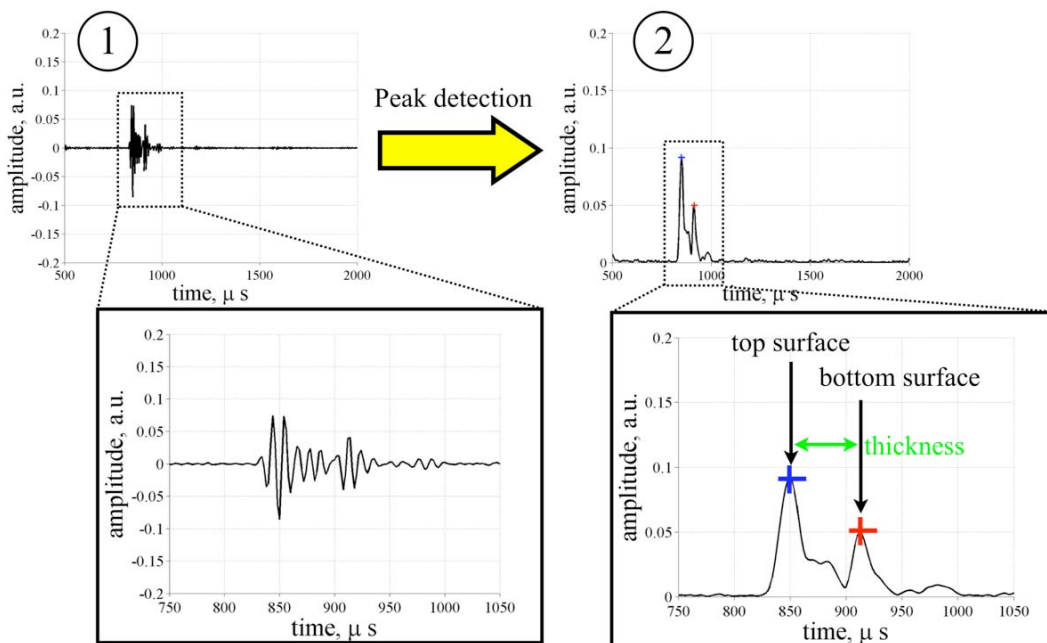 1
amplitude, a.u.
0.2
0.15
0.1
0.05
0
-0.05
-0.1
-0.15
-0.2
500 1000 1500 2000
time, μ s
Peak detection
2
amplitude, a.u.
0.2
0.15
0.1
0.05
0
500 1000 1500 2000
time, μ s
amplitude, a.u.
0.2
0.15
0.1
0.05
0
-0.05
-0.1
-0.15
-0.2
750 800 850 910 950 1000 1050
time, μ s
amplitude, a.u.
0.2
0.15
0.1
0.05
0
top surface
bottom surface
thickness
750 800 850 910 950 1050 1050
time, μ s